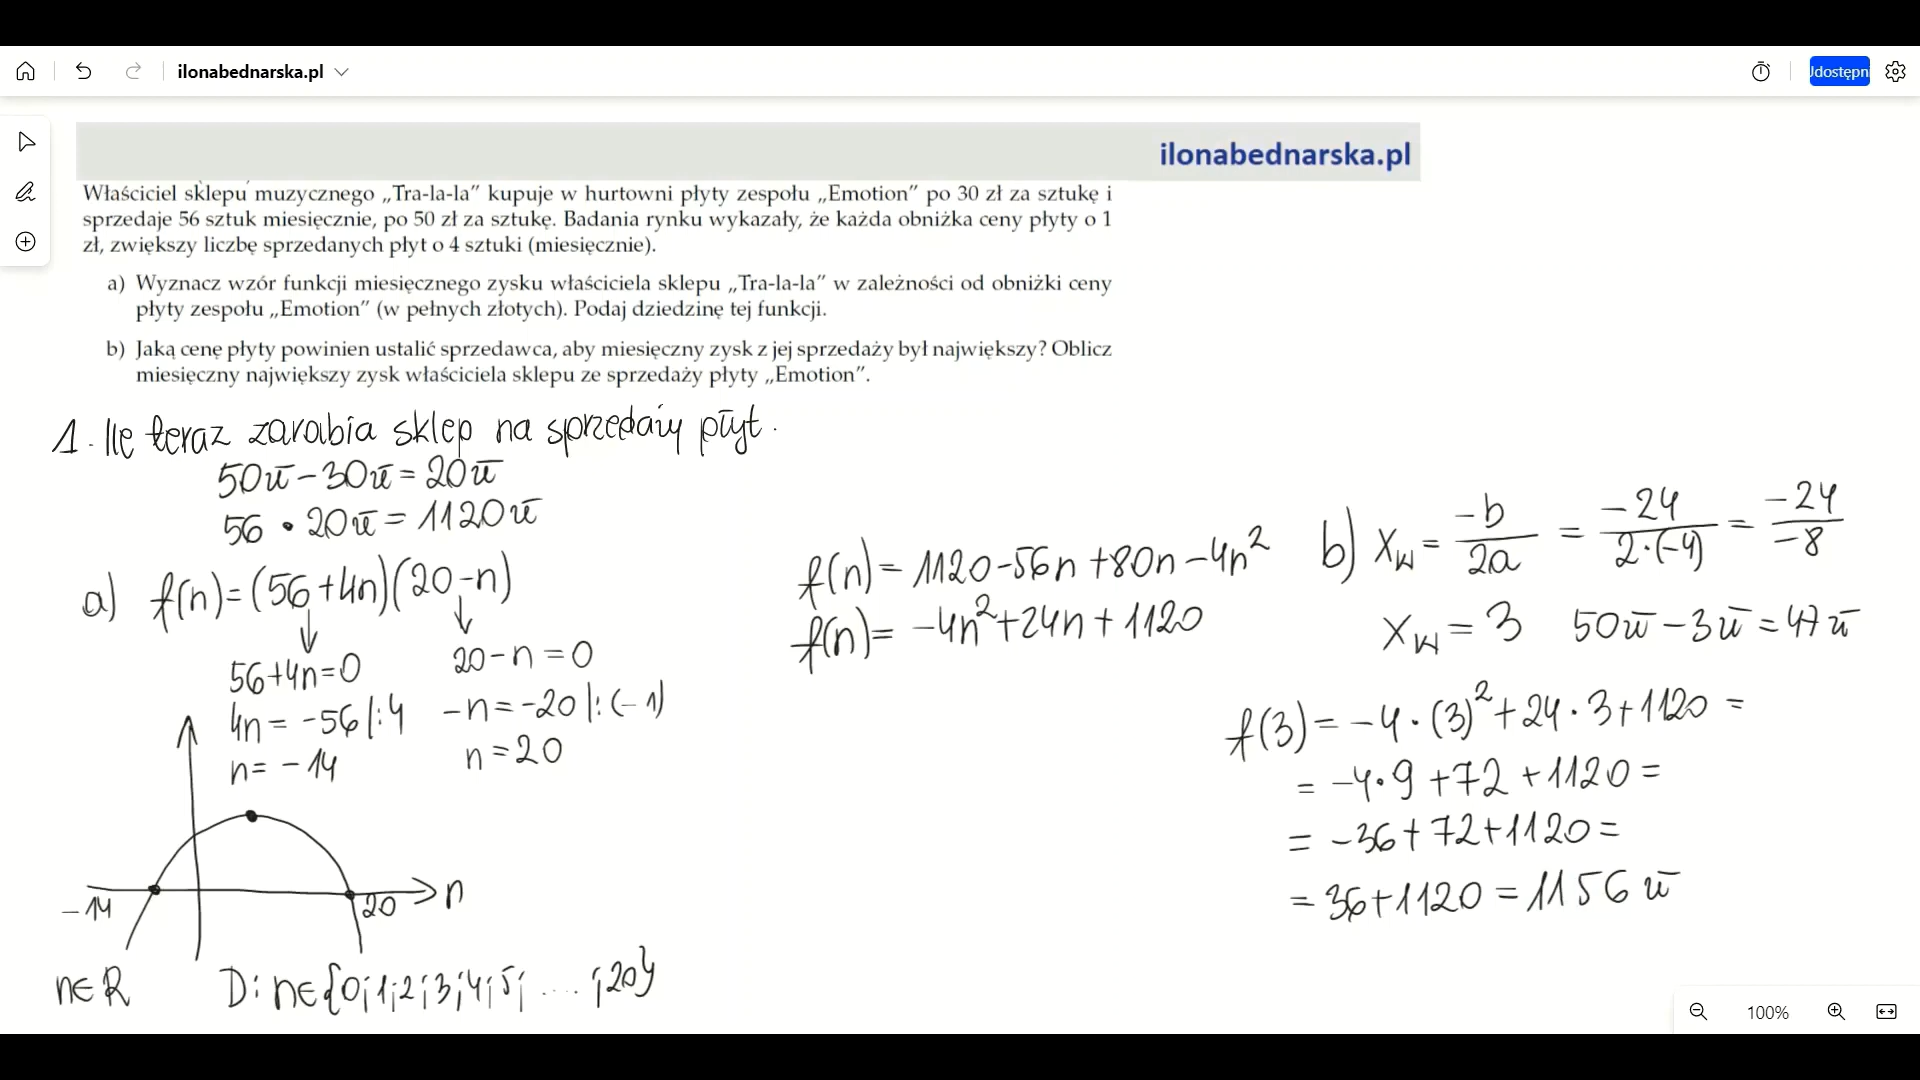 ilonabednarska.pl
Udostępni
ilonabednarska.pl
Właściciel sklepu muzycznego „Tra-la-la” kupuje w hurtowni płyty zespołu „Emotion” po 30 zł za sztukę i
sprzedaje 56 sztuk miesięcznie, po 50 zł za sztukę. Badania rynku wykazały, że każda obniżka ceny płyty o 1
zł, zwiększy liczbę sprzedanych płyt o 4 sztuki (miesięcznie).
a) Wyznacz wzór funkcji miesięcznego zysku właściciela sklepu „Tra-la-la” w zależności od obniżki ceny
płyty zespołu „Emotion” (w pełnych złotych). Podaj dziedzinę tej funkcji.
b) Jaką cenę płyty powinien ustalić sprzedawca, aby miesięczny zysk z jej sprzedaży był największy? Oblicz
miesięczny największy zysk właściciela sklepu ze sprzedaży płyty „Emotion”.
1. Ile teraz zarabia sklep na sprzedaży płyt.
50zł - 30zł = 20zł
56 • 20zł = 1120zł
a) f(n) = (56+4n)(20-n)
56+4n=0
4n = -56 |:4
n = -14
20-n=0
-n = -20 |:(-1)
n = 20
-14
20
n
n∈R
D: n∈{0;1;2;3;4;5; .... ;20}
f(n) = 1120-56n+80n-4n²
f(n) = -4n²+24n+1120
b) x_w = -b/2a = -24/2·(-4) = -24/-8
x_w = 3 50zł - 3zł = 47zł
f(3) = -4·(3)²+24·3+1120 =
= -4·9+72+1120 =
= -36+72+1120 =
= 36+1120 = 1156 zł
100%